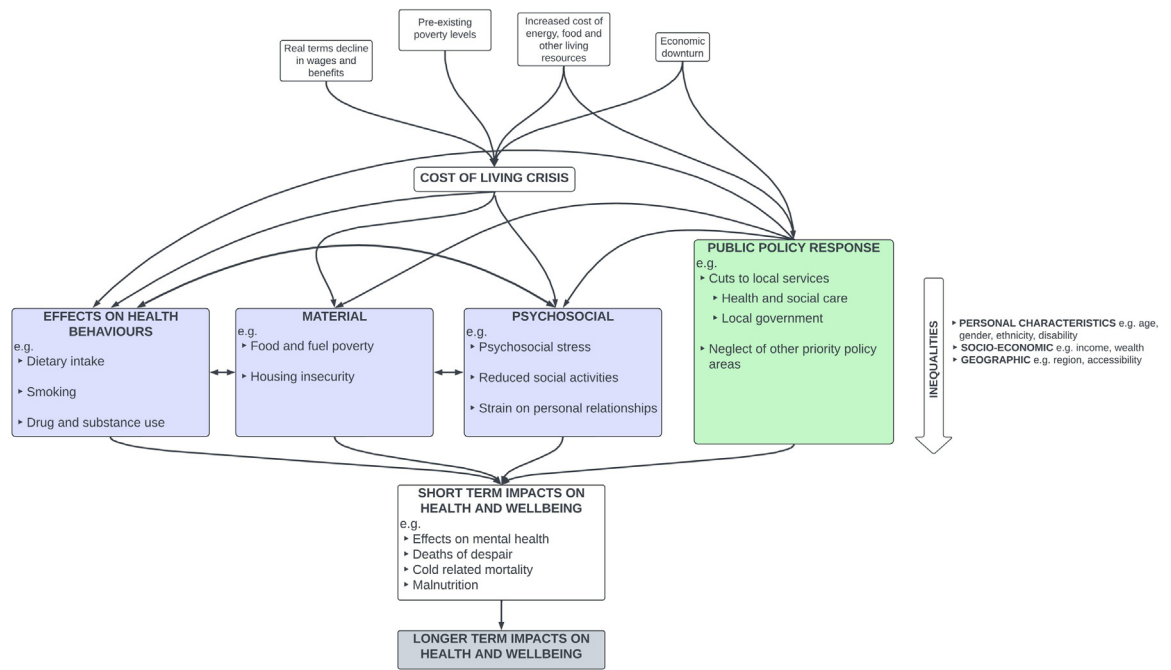 Real terms decline
in wages and
benefits
Pre-existing
poverty levels
Increased cost of
energy, food and
other living
resources
Economic
downturn
COST OF LIVING CRISIS
EFFECTS ON HEALTH
BEHAVIOURS
e.g.
‣ Dietary intake
‣ Smoking
‣ Drug and substance use
MATERIAL
e.g.
‣ Food and fuel poverty
‣ Housing insecurity
PSYCHOSOCIAL
e.g.
‣ Psychosocial stress
‣ Reduced social activities
‣ Strain on personal relationships
PUBLIC POLICY RESPONSE
e.g.
‣ Cuts to local services
‣ Health and social care
‣ Local government
‣ Neglect of other priority policy
areas
INEQUALITIES
‣ PERSONAL CHARACTERISTICS e.g. age,
gender, ethnicity, disability
‣ SOCIO-ECONOMIC e.g. income, wealth
‣ GEOGRAPHIC e.g. region, accessibility
SHORT TERM IMPACTS ON
HEALTH AND WELLBEING
e.g.
‣ Effects on mental health
‣ Deaths of despair
‣ Cold related mortality
‣ Malnutrition
LONGER TERM IMPACTS ON
HEALTH AND WELLBEING